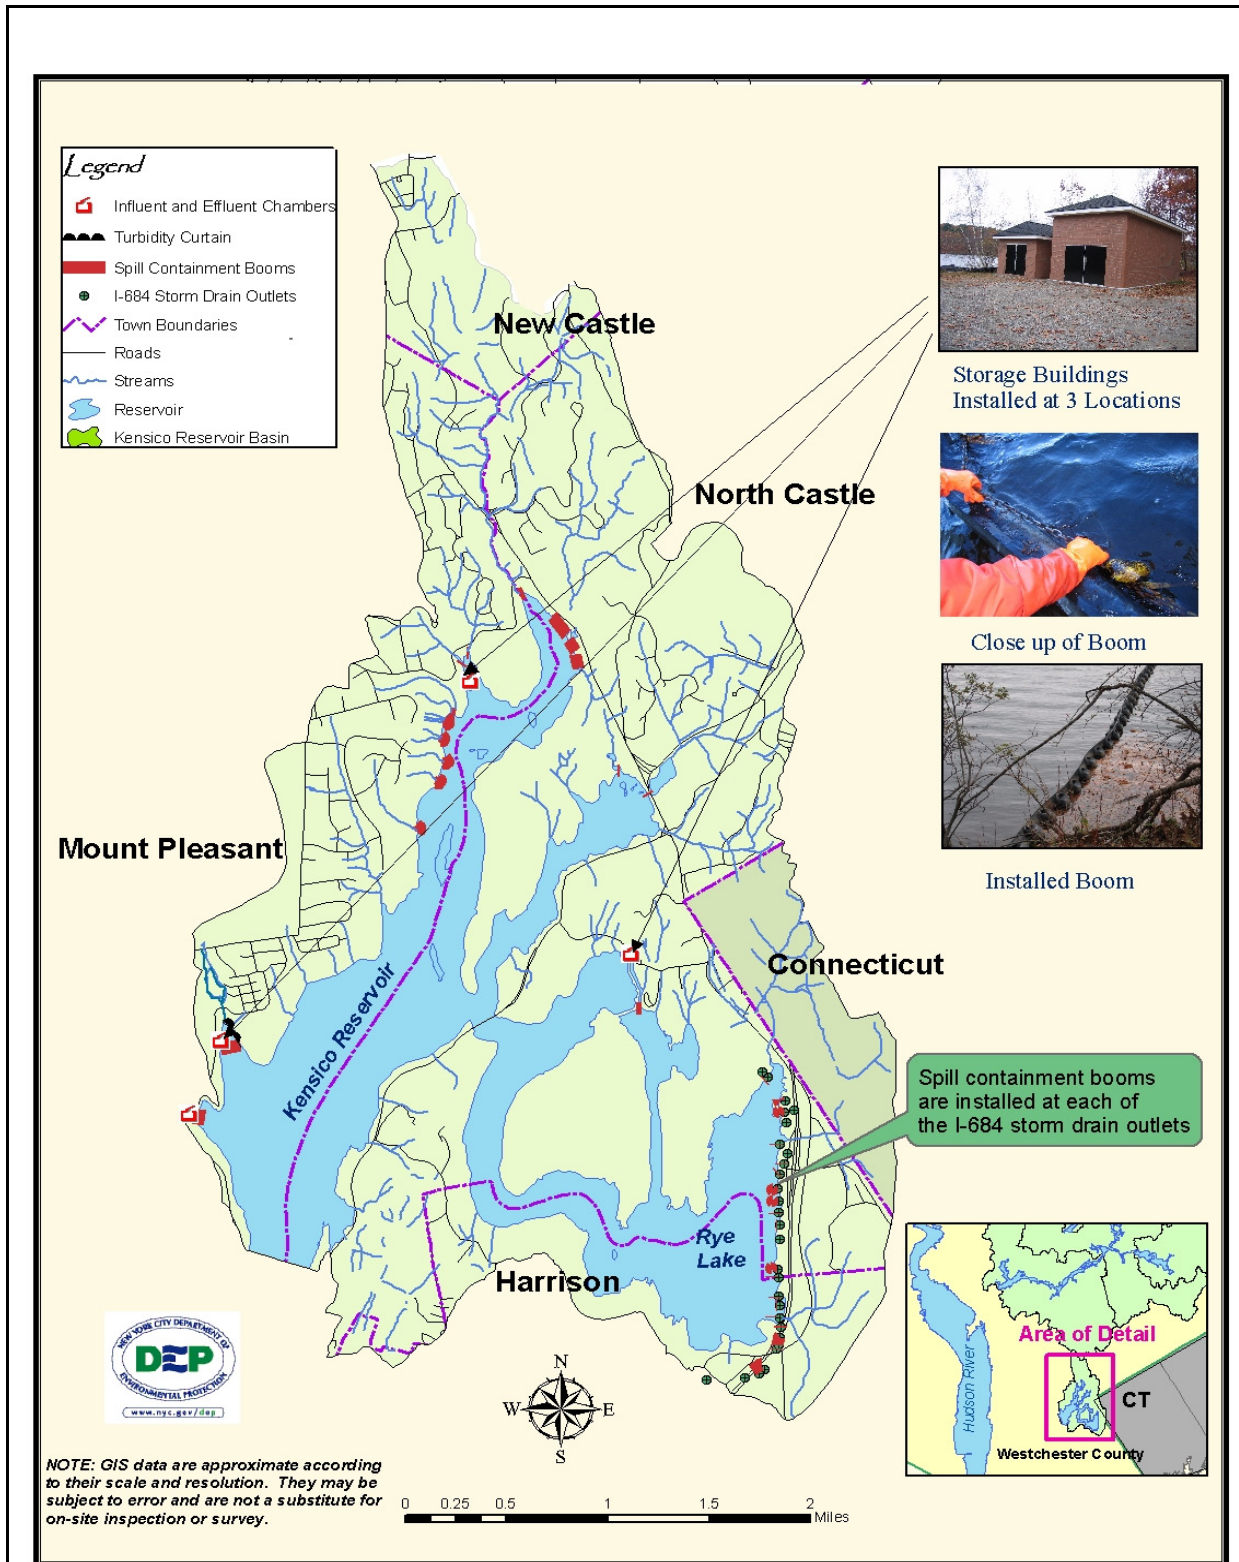 Legend
Influent and Effluent Chambers
Turbidity Curtain
Spill Containment Booms
I-684 Storm Drain Outlets
Town Boundaries
Roads
Streams
Reservoir
Kensico Reservoir Basin
New Castle
North Castle
Mount Pleasant
Connecticut
Kensico Reservoir
Rye
Lake
Harrison
Storage Buildings
Installed at 3 Locations
Close up of Boom
Installed Boom
Spill containment booms
are installed at each of
the I-684 storm drain outlets
Area of Detail
Hudson River
CT
Westchester County
NEW YORK CITY DEPARTMENT OF
DEP
ENVIRONMENTAL PROTECTION
www.nyc.gov/dep
N
W
E
S
NOTE: GIS data are approximate according
to their scale and resolution. They may be
subject to error and are not a substitute for
on-site inspection or survey.
0 0.25 0.5 1 1.5 2
Miles